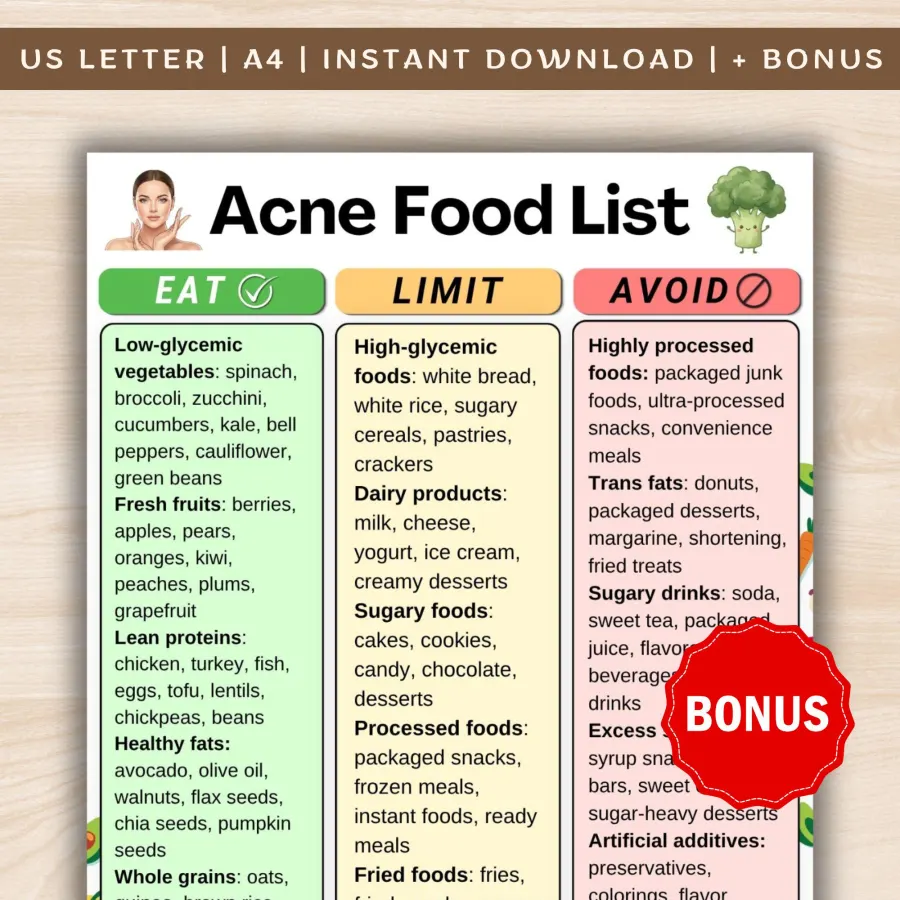 US LETTER | A4 | INSTANT DOWNLOAD | + BONUS
Acne Food List
EAT
Low-glycemic
vegetables: spinach,
broccoli, zucchini,
cucumbers, kale, bell
peppers, cauliflower,
green beans
Fresh fruits: berries,
apples, pears,
oranges, kiwi,
peaches, plums,
grapefruit
Lean proteins:
chicken, turkey, fish,
eggs, tofu, lentils,
chickpeas, beans
Healthy fats:
avocado, olive oil,
walnuts, flax seeds,
chia seeds, pumpkin
seeds
Whole grains: oats,
LIMIT
High-glycemic
foods: white bread,
white rice, sugary
cereals, pastries,
crackers
Dairy products:
milk, cheese,
yogurt, ice cream,
creamy desserts
Sugary foods:
cakes, cookies,
candy, chocolate,
desserts
Processed foods:
packaged snacks,
frozen meals,
instant foods, ready
meals
Fried foods: fries,
AVOID
Highly processed
foods: packaged junk
foods, ultra-processed
snacks, convenience
meals
Trans fats: donuts,
packaged desserts,
margarine, shortening,
fried treats
Sugary drinks: soda,
sweet tea, packaged
juice,
drinks
Excess
syrup
bars, sweet
sugar-heavy desserts
Artificial additives:
preservatives,
colorings, flavor
BONUS